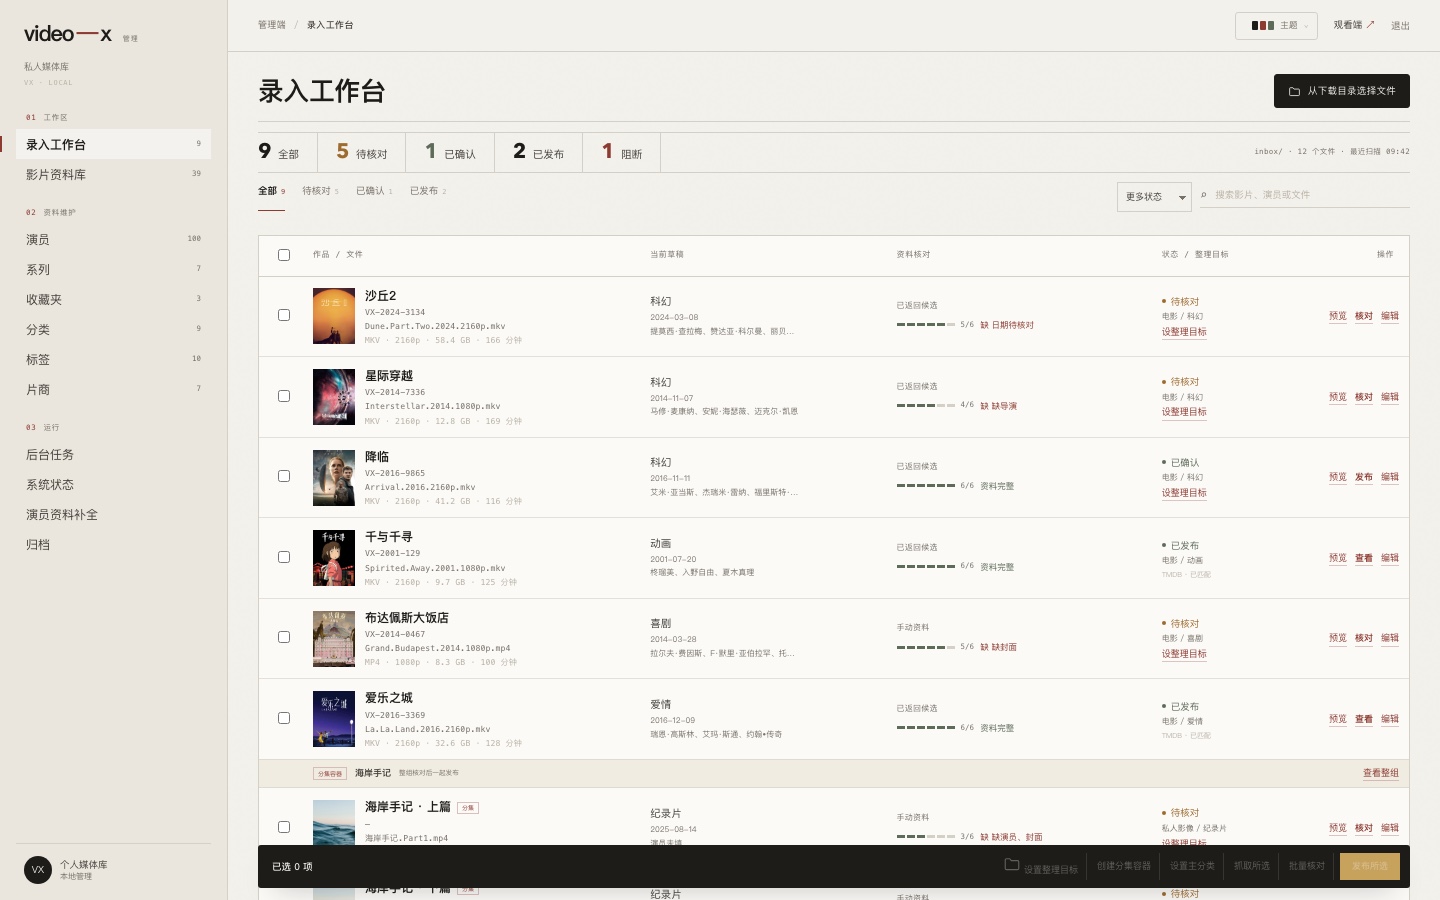 video—x 管理
私人媒体库
VX · LOCAL
01 工作区
录入工作台 9
影片资料库 39
02 资料维护
演员 100
系列 7
收藏夹 3
分类 9
标签 10
片商 7
03 运行
后台任务
系统状态
演员资料补全
归档
VX
个人媒体库
本地管理
管理端 / 录入工作台
主题
观看端 ↗
退出
录入工作台
从下载目录选择文件
9 全部
5 待核对
1 已确认
2 已发布
1 阻断
inbox/ · 12 个文件 · 最近扫描 09:42
全部 9
待核对 5
已确认 1
已发布 2
更多状态
搜索影片、演员或文件
作品 / 文件 当前草稿 资料核对 状态 / 整理目标 操作
沙丘2
VX-2024-3134
Dune.Part.Two.2024.2160p.mkv
MKV · 2160p · 58.4 GB · 166 分钟
科幻
2024-03-08
提莫西·查拉梅、赞达亚·科尔曼、丽贝…
已返回候选
5/6 缺 日期待核对
待核对
电影 / 科幻
设整理目标
预览 核对 编辑
星际穿越
VX-2014-7336
Interstellar.2014.1080p.mkv
MKV · 2160p · 12.8 GB · 169 分钟
科幻
2014-11-07
马修·麦康纳、安妮·海瑟薇、迈克尔·凯恩
已返回候选
4/6 缺 缺导演
待核对
电影 / 科幻
设整理目标
预览 核对 编辑
降临
VX-2016-9865
Arrival.2016.2160p.mkv
MKV · 2160p · 41.2 GB · 116 分钟
科幻
2016-11-11
艾米·亚当斯、杰瑞米·雷纳、福里斯特·…
已返回候选
6/6 资料完整
已确认
电影 / 科幻
设整理目标
预览 发布 编辑
千与千寻
千与千寻
VX-2001-129
Spirited.Away.2001.1080p.mkv
MKV · 2160p · 9.7 GB · 125 分钟
动画
2001-07-20
柊瑠美、入野自由、夏木真理
已返回候选
6/6 资料完整
已发布
电影 / 动画
TMDB · 已匹配
预览 查看 编辑
布达佩斯大饭店
VX-2014-0467
Grand.Budapest.2014.1080p.mp4
MP4 · 1080p · 8.3 GB · 100 分钟
喜剧
2014-03-28
拉尔夫·费因斯、F·默里·亚伯拉罕、托…
手动资料
5/6 缺 缺封面
待核对
电影 / 喜剧
设整理目标
预览 核对 编辑
爱乐之城
爱乐之城
VX-2016-3369
La.La.Land.2016.2160p.mkv
MKV · 2160p · 32.6 GB · 128 分钟
爱情
2016-12-09
瑞恩·高斯林、艾玛·斯通、约翰•传奇
已返回候选
6/6 资料完整
已发布
电影 / 爱情
TMDB · 已匹配
预览 查看 编辑
分集容器 海岸手记 整组核对后一起发布
查看整组
海岸手记 · 上篇 分集
—
海岸手记.Part1.mp4
纪录片
2025-08-14
演员未填
手动资料
3/6 缺 缺演员、封面
待核对
私人影像 / 纪录片
设整理目标
预览 核对 编辑
已选 0 项
设置整理目标 创建分集容器 设置主分类 抓取所选 批量核对 发布所选
海岸手记 · 下篇 分集
纪录片
手动资料
待核对